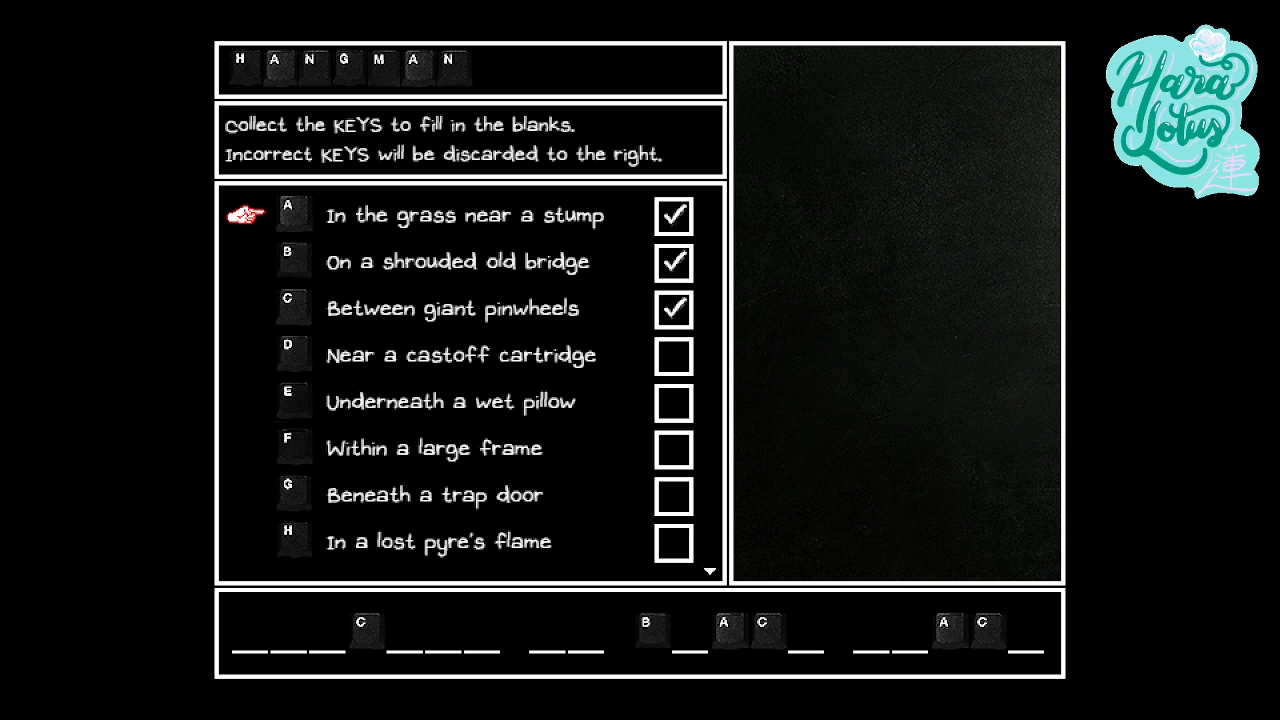 H A N G M A N
Collect the KEYS to fill in the blanks.
Incorrect KEYS will be discarded to the right.
A In the grass near a stump
B On a shrouded old bridge
C Between giant pinwheels
D Near a castoff cartridge
E Underneath a wet pillow
F Within a large frame
G Beneath a trap door
H In a lost pyre's flame
C B A C A C
Hara
Lotus
蓮